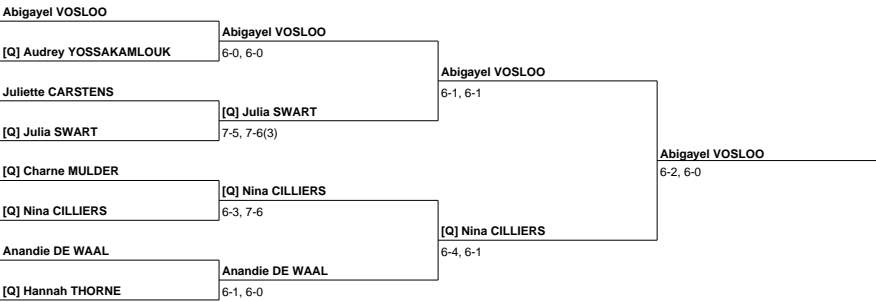 Abigayel VOSLOO
[Q] Audrey YOSSAKAMLOUK
Juliette CARSTENS
[Q] Julia SWART
[Q] Charne MULDER
[Q] Nina CILLIERS
Anandie DE WAAL
[Q] Hannah THORNE
Abigayel VOSLOO
6-0, 6-0
[Q] Julia SWART
7-5, 7-6(3)
[Q] Nina CILLIERS
6-3, 7-6
Anandie DE WAAL
6-1, 6-0
Abigayel VOSLOO
6-1, 6-1
[Q] Nina CILLIERS
6-4, 6-1
Abigayel VOSLOO
6-2, 6-0